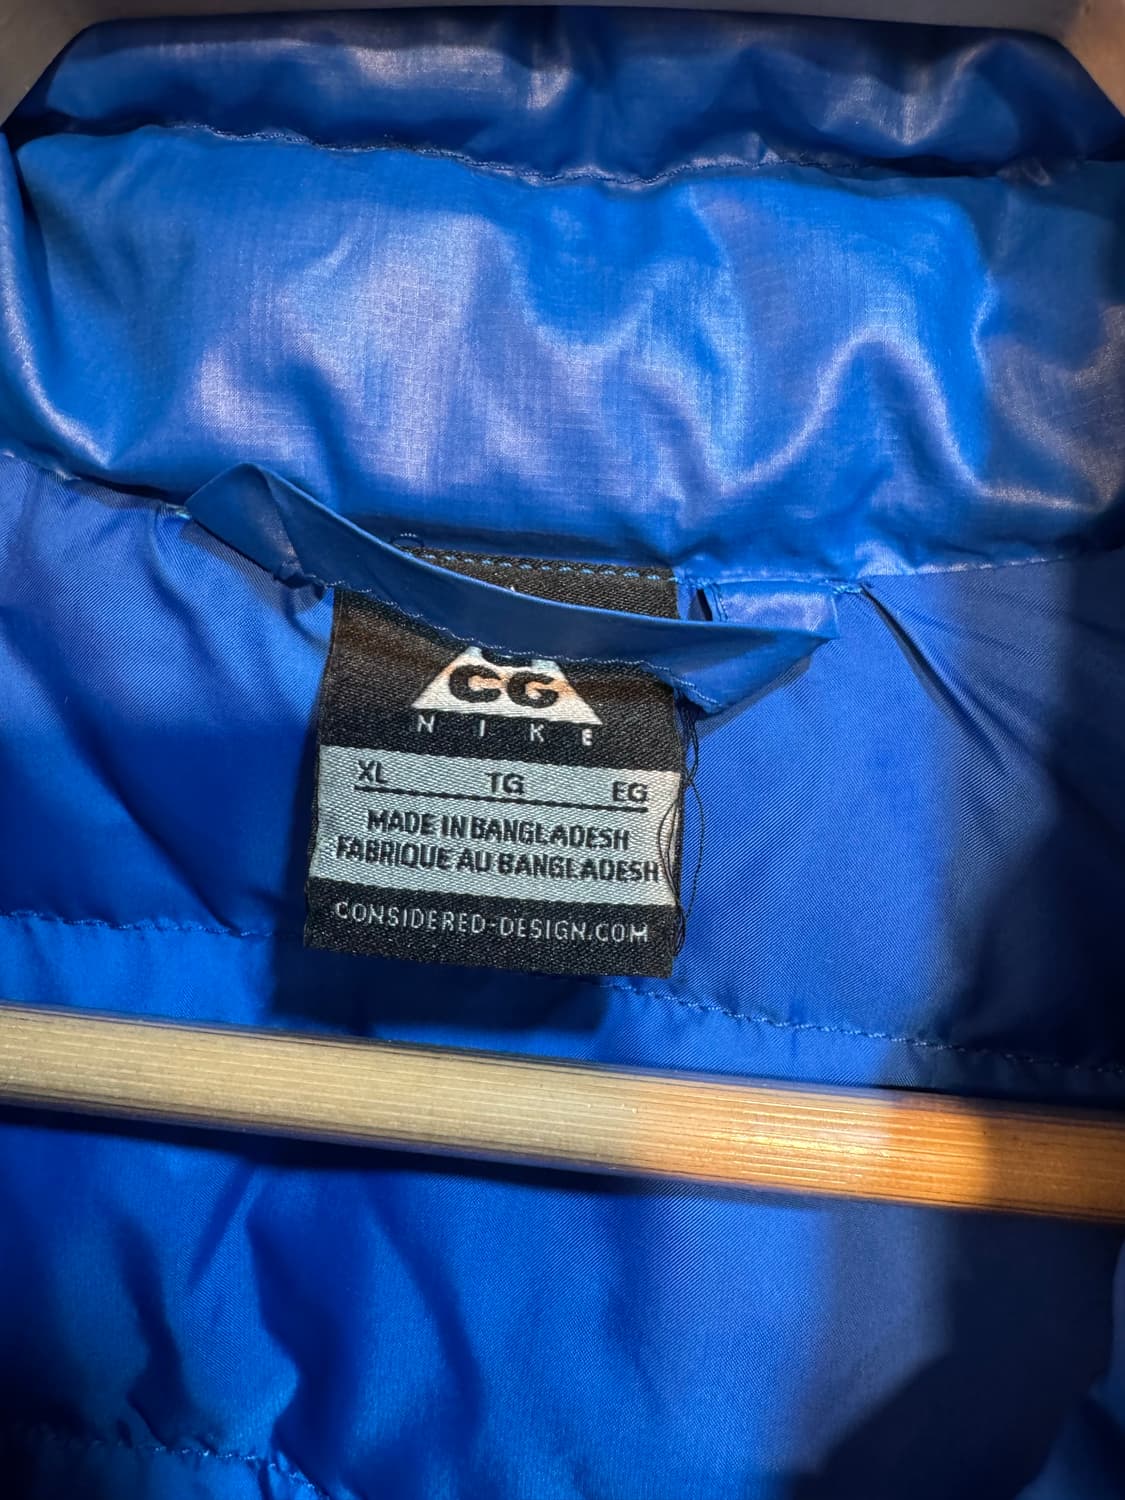 CG
NIKE
XL TG EG
MADE IN BANGLADESH
FABRIQUE AU BANGLADESH
CONSIDERED-DESIGN.COM